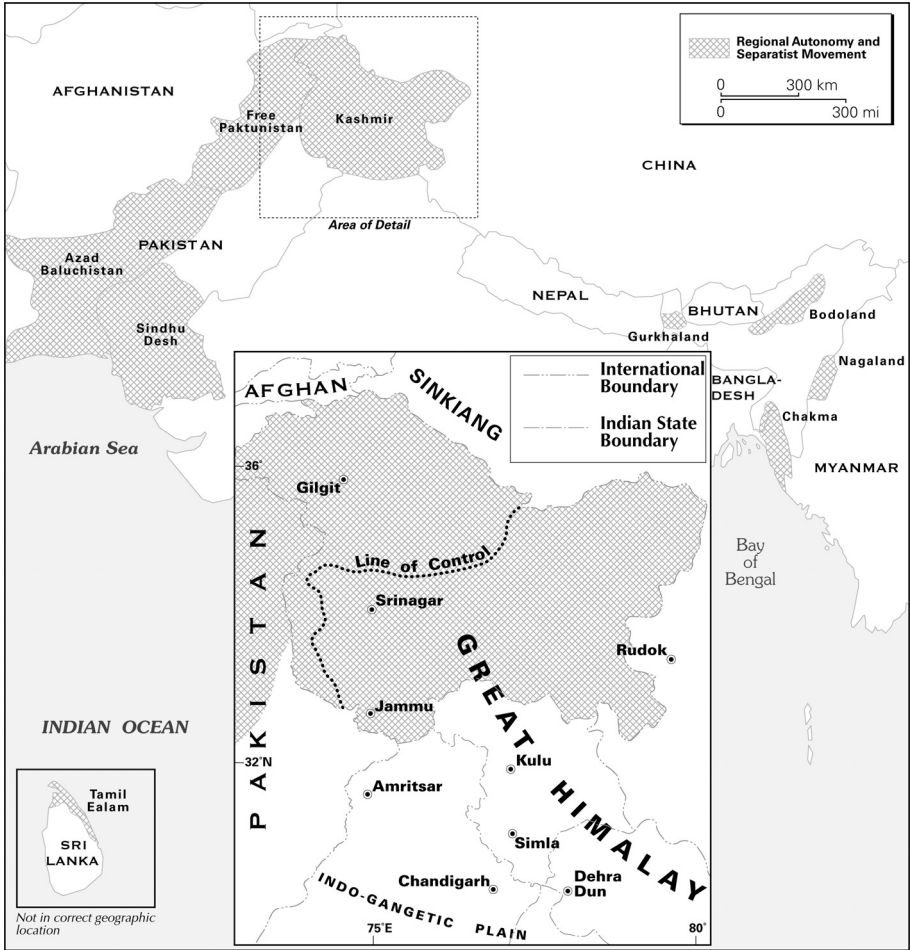 Regional Autonomy and
Separatist Movement
0 300 km
0 300 mi
AFGHANISTAN
Free
Paktunistan
Kashmir
CHINA
Area of Detail
PAKISTAN
Azad
Baluchistan
NEPAL
BHUTAN
Sindhu
Desh
Gurkhaland
Bodoland
Nagaland
BANGLA-
DESH
Chakma
MYANMAR
Arabian Sea
Bay
of
Bengal
INDIAN OCEAN
Tamil
Ealam
SRI
LANKA
Not in correct geographic
location
AFGHAN
SINKIANG
International
Boundary
Indian State
Boundary
36°
Gilgit
PAKISTAN
Line of Control
Srinagar
Rudok
GREAT HIMALAY
Jammu
32°N
Kulu
Amritsar
Simla
Chandigarh
Dehra
Dun
INDO-GANGETIC PLAIN
75°E
80°